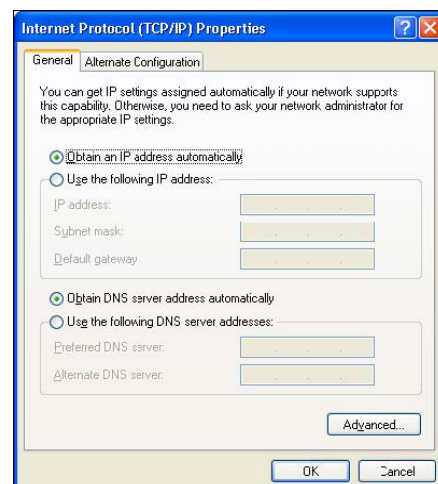 Internet Protocol (TCP/IP) Properties
General
Alternate Configuration
You can get IP settings assigned automatically if your network supports
this capability. Otherwise, you need to ask your network administrator for
the appropriate IP settings.
Obtain an IP address automatically
Use the following IP address:
IP address:
Subnet mask:
Default gateway
Obtain DNS server address automatically
Use the following DNS server addresses:
Preferred DNS server:
Alternate DNS server:
Advanced...
OK
Cancel